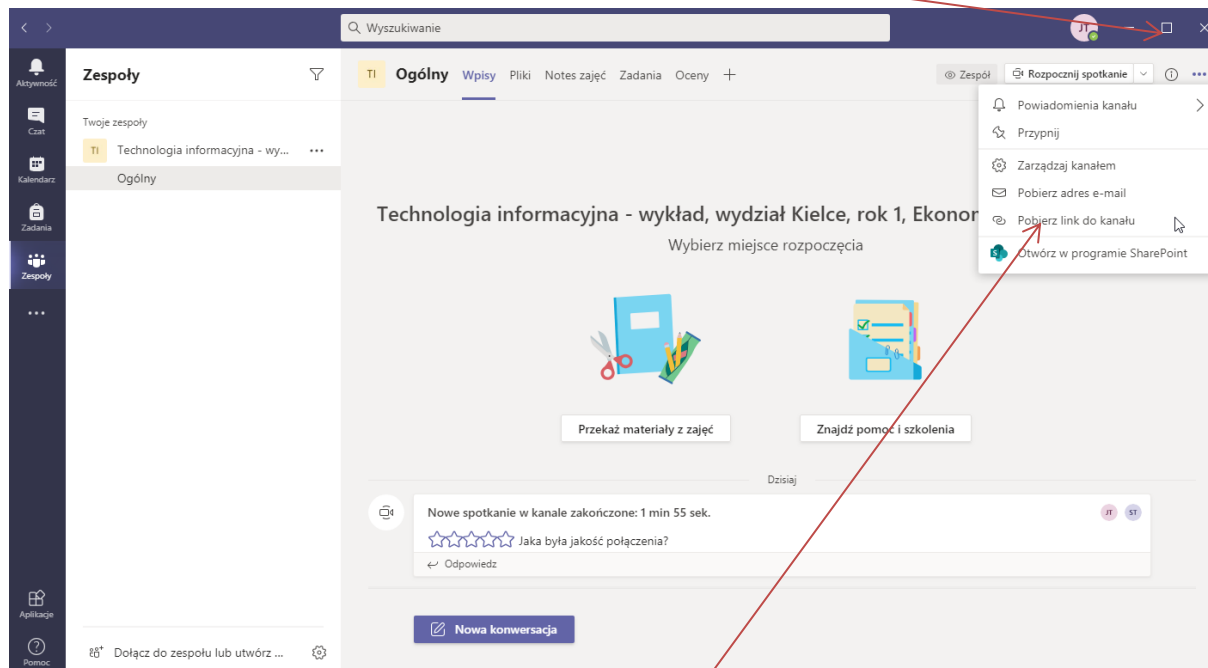 Wyszukiwanie
JT
Aktywność
Czat
Kalendarz
Zadania
Zespoły
Aplikacje
Pomoc
Zespoły
Twoje zespoły
TI Technologia informacyjna - wy...
Ogólny
Dołącz do zespołu lub utwórz ...
TI Ogólny Wpisy Pliki Notes zajęć Zadania Oceny
Zespół Rozpocznij spotkanie
Powiadomienia kanału
Przypnij
Zarządzaj kanałem
Pobierz adres e-mail
Pobierz link do kanału
Otwórz w programie SharePoint
Technologia informacyjna - wykład, wydział Kielce, rok 1, Ekonor
Wybierz miejsce rozpoczęcia
Przekaż materiały z zajęć
Znajdź pomoc i szkolenia
Dzisiaj
Nowe spotkanie w kanale zakończone: 1 min 55 sek.
JT ST
Jaka była jakość połączenia?
Odpowiedz
Nowa konwersacja